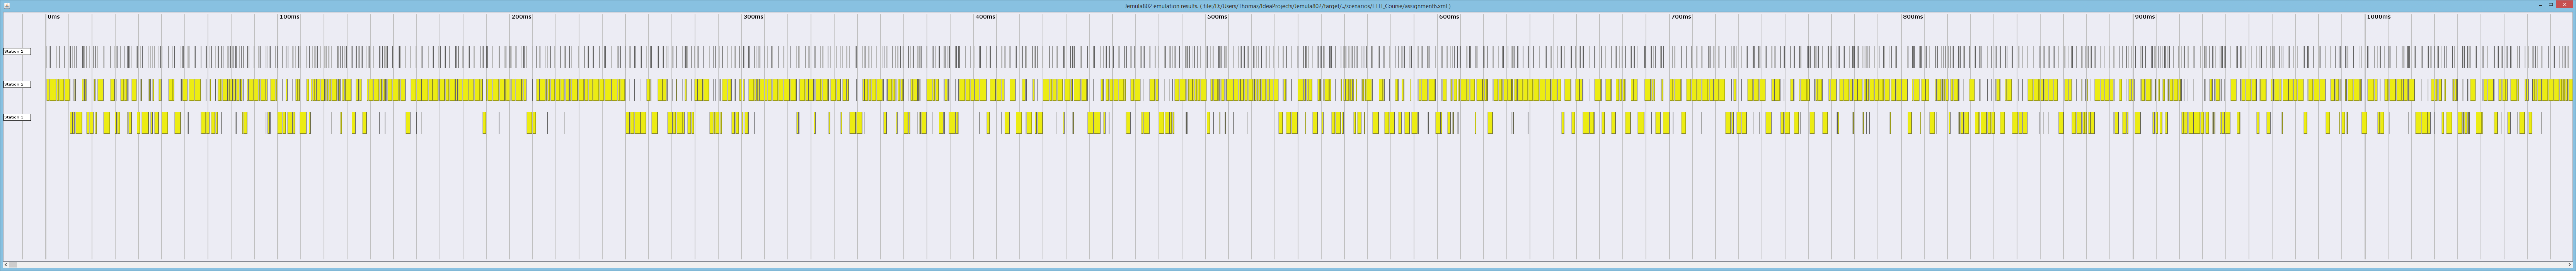 Jemula802 emulation results. ( file:/D:/Users/Thomas/IdeaProjects/Jemula802/target/../scenarios/ETH_Course/assignment6.xml )
0ms 100ms 200ms 300ms 400ms 500ms 600ms 700ms 800ms 900ms 1000ms
Station 1
Station 2
Station 3